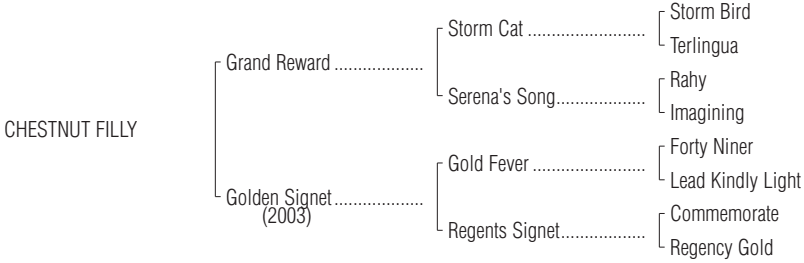 Storm Bird
Storm Cat ........................
Terlingua
Grand Reward ...................
Rahy
Serena's Song...................
Imagining
CHESTNUT FILLY
Forty Niner
Gold Fever ........................
Lead Kindly Light
Golden Signet...................
(2003)
Commemorate
Regents Signet..................
Regency Gold